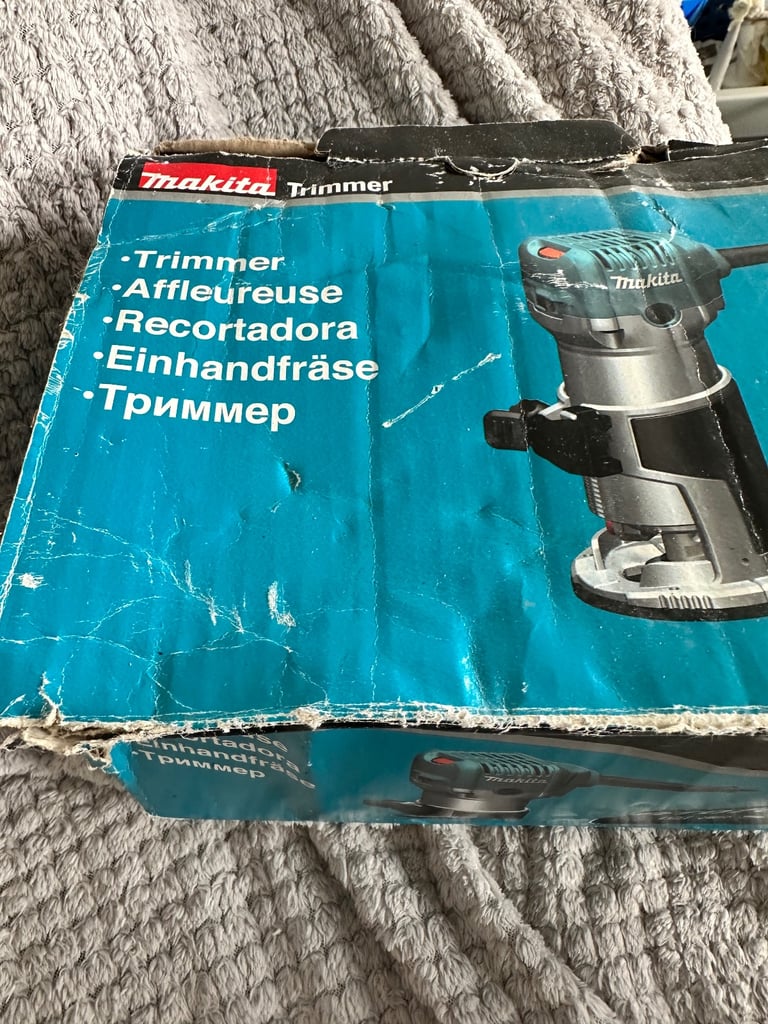 makita Trimmer
•Trimmer
•Affleureuse
•Recortadora
•Einhandfräse
•Триммер
makita
Einhandfräse
•Триммер
makita